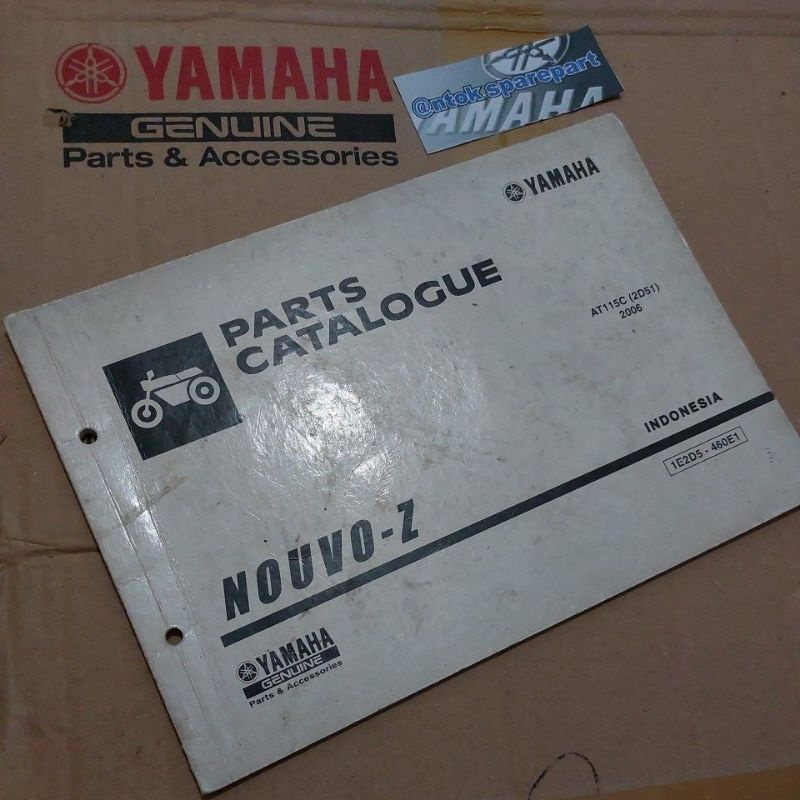 YAMAHA
GENUINE
Parts & Accessories
@ntok sparepart
YAMAHA
YAMAHA
PARTS
CATALOGUE
AT115C (2D51)
2006
INDONESIA
1E2D5 - 460E1
NOUVO-Z
YAMAHA
GENUINE
Parts & Accessories